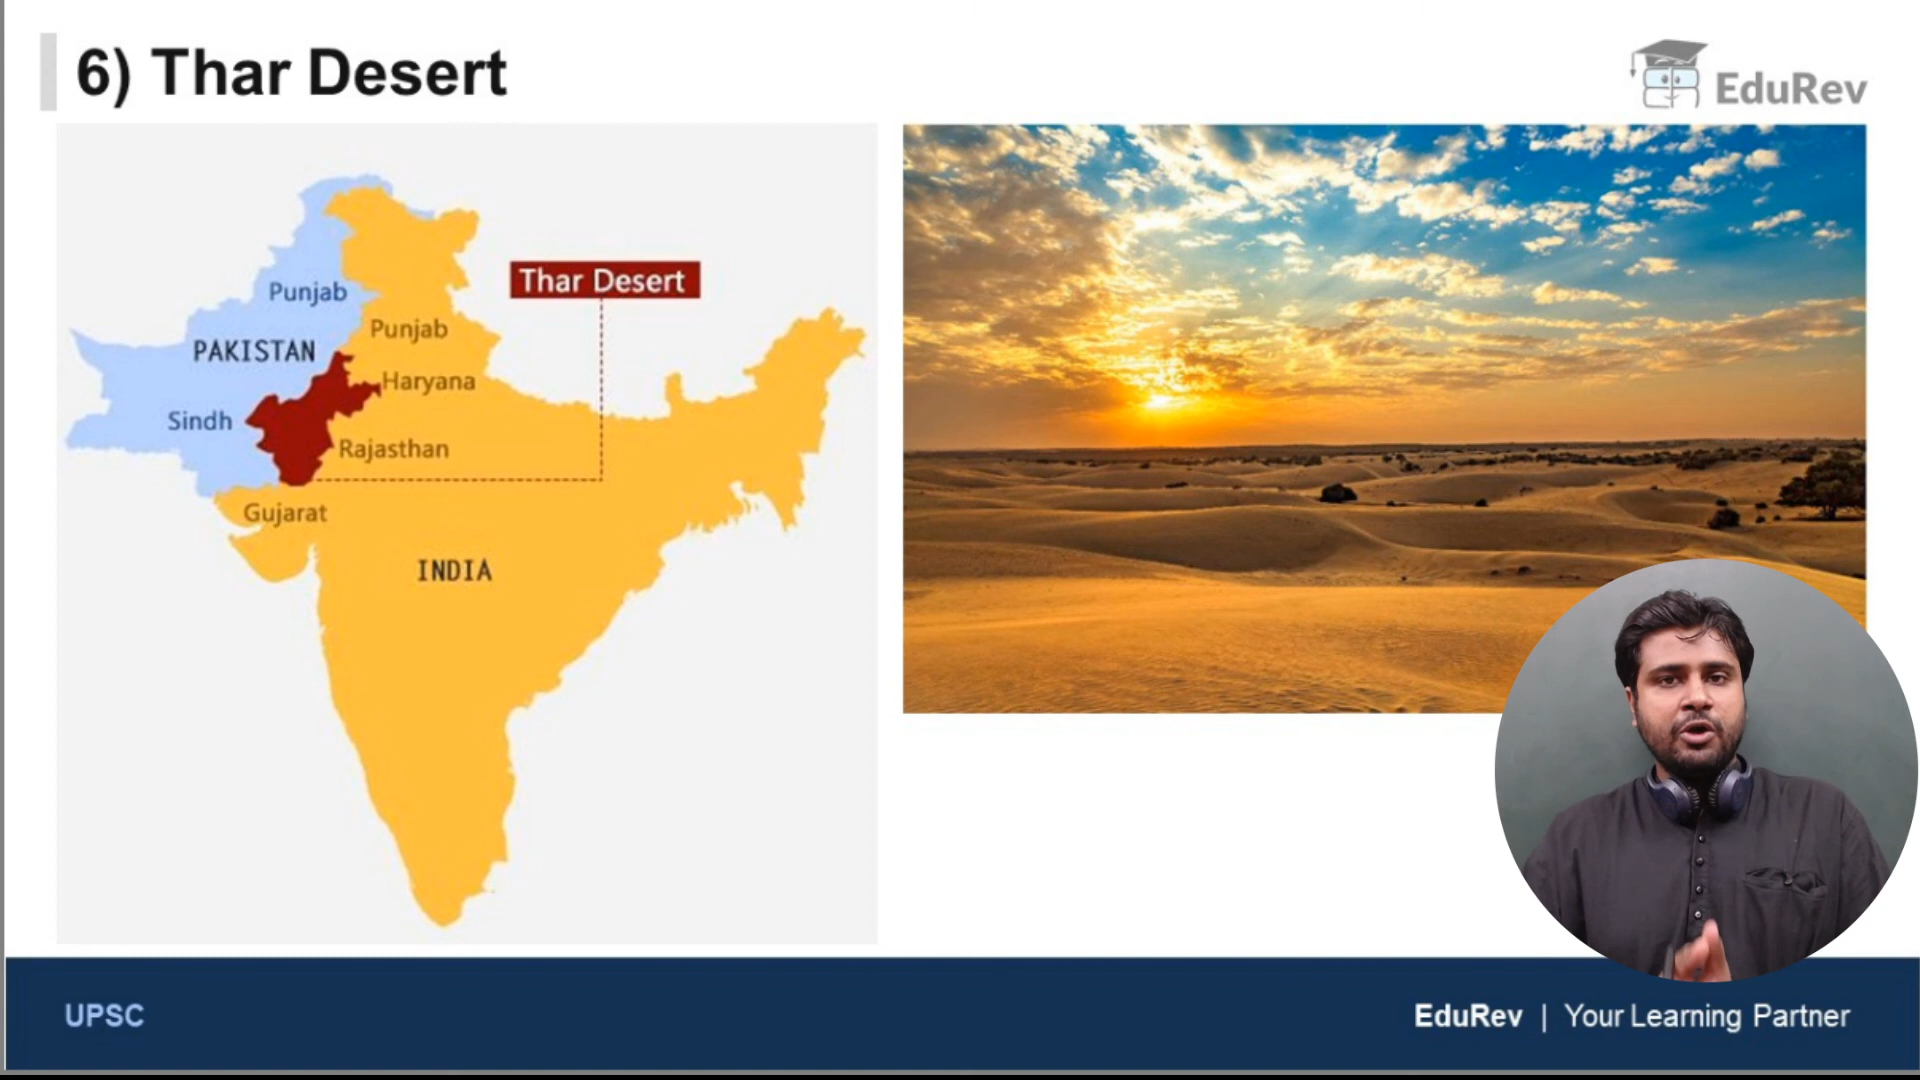 6) Thar Desert
EduRev
Thar Desert
Punjab
Punjab
PAKISTAN
Haryana
Sindh
Rajasthan
Gujarat
INDIA
UPSC
EduRev | Your Learning Partner